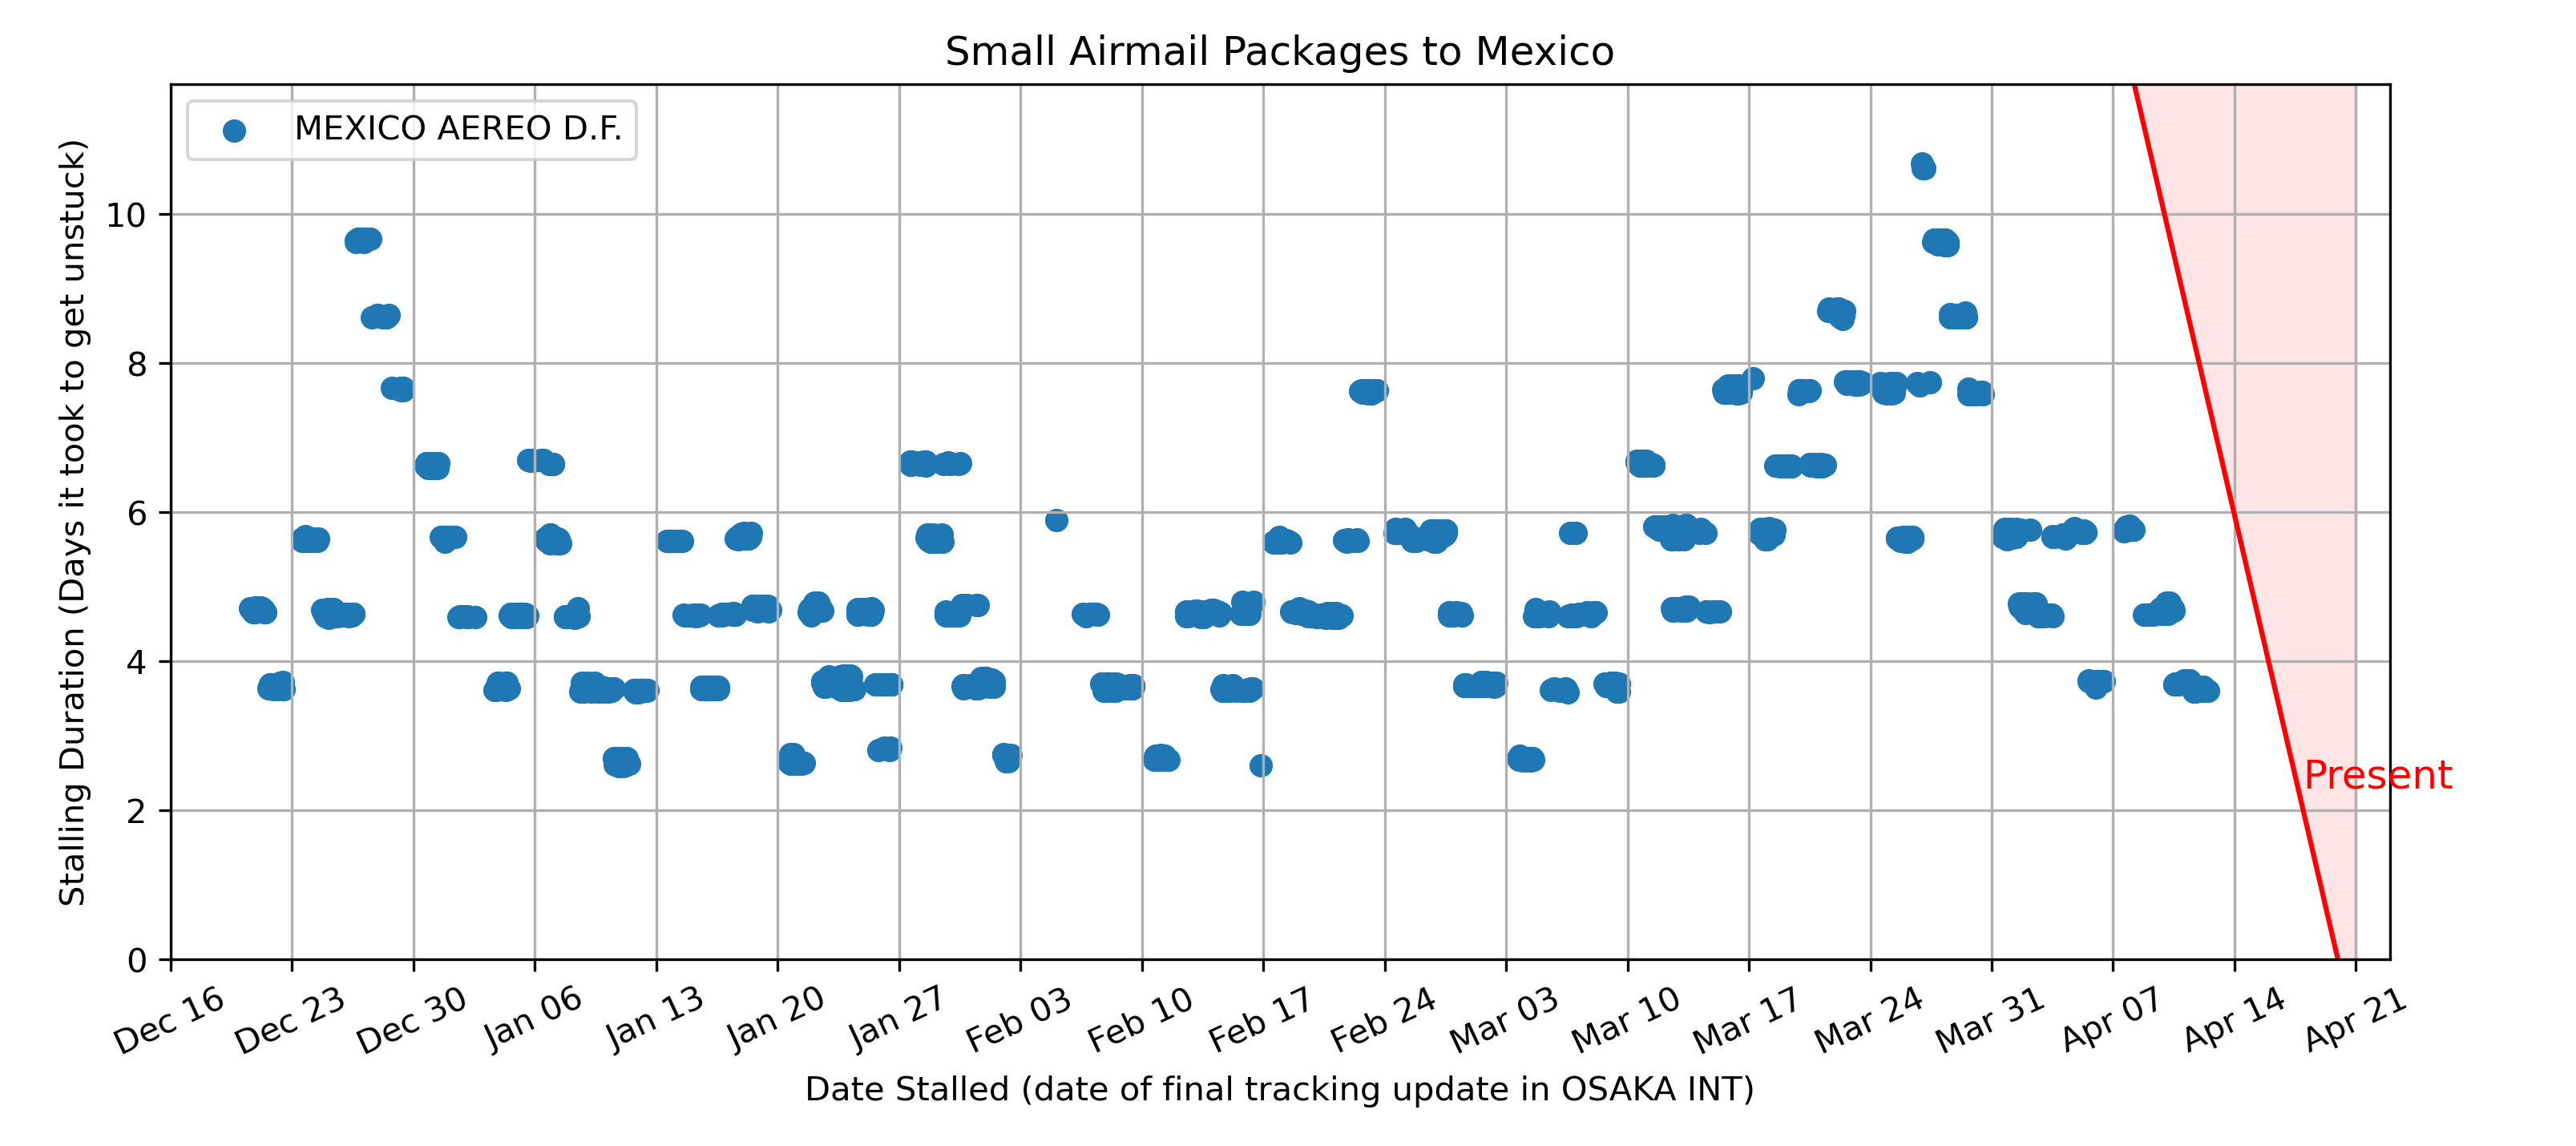 Small Airmail Packages to Mexico
MEXICO AEREO D.F.
Stalling Duration (Days it took to get unstuck)
10
8
6
4
2
0
Present
Dec 16
Dec 23
Dec 30
Jan 06
Jan 13
Jan 20
Jan 27
Feb 03
Feb 10
Feb 17
Feb 24
Mar 03
Mar 10
Mar 17
Mar 24
Mar 31
Apr 07
Apr 14
Apr 21
Date Stalled (date of final tracking update in OSAKA INT)